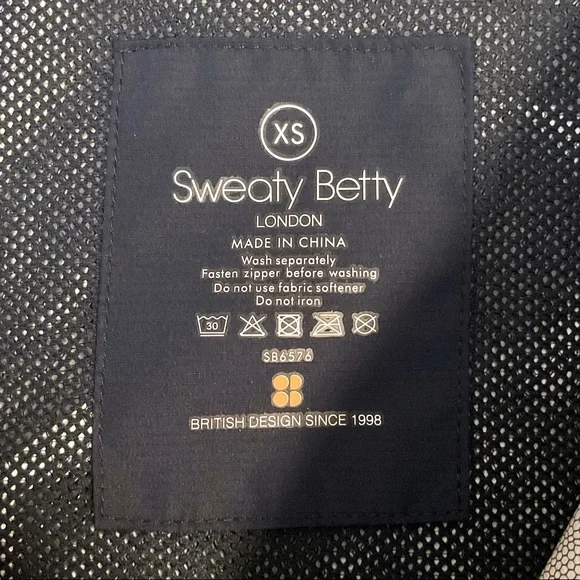 XS
Sweaty Betty
LONDON
MADE IN CHINA
Wash separately
Fasten zipper before washing
Do not use fabric softener
Do not iron
30
SB6576
BRITISH DESIGN SINCE 1998